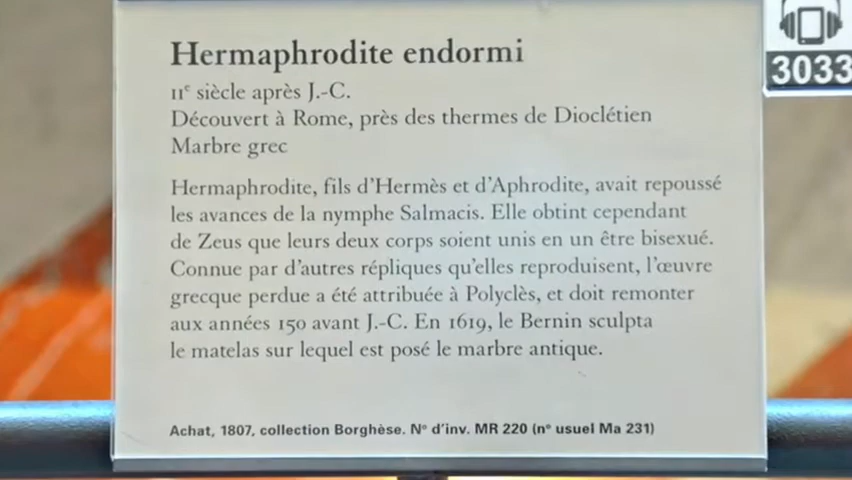 Hermaphrodite endormi
IIe siècle après J.-C.
Découvert à Rome, près des thermes de Dioclétien
Marbre grec
Hermaphrodite, fils d'Hermès et d'Aphrodite, avait repoussé
les avances de la nymphe Salmacis. Elle obtint cependant
de Zeus que leurs deux corps soient unis en un être bisexué.
Connue par d'autres répliques qu'elles reproduisent, l'œuvre
grecque perdue a été attribuée à Polyclès, et doit remonter
aux années 150 avant J.-C. En 1619, le Bernin sculpta
le matelas sur lequel est posé le marbre antique.
Achat, 1807, collection Borghèse. N° d'inv. MR 220 (n° usuel Ma 231)
3033